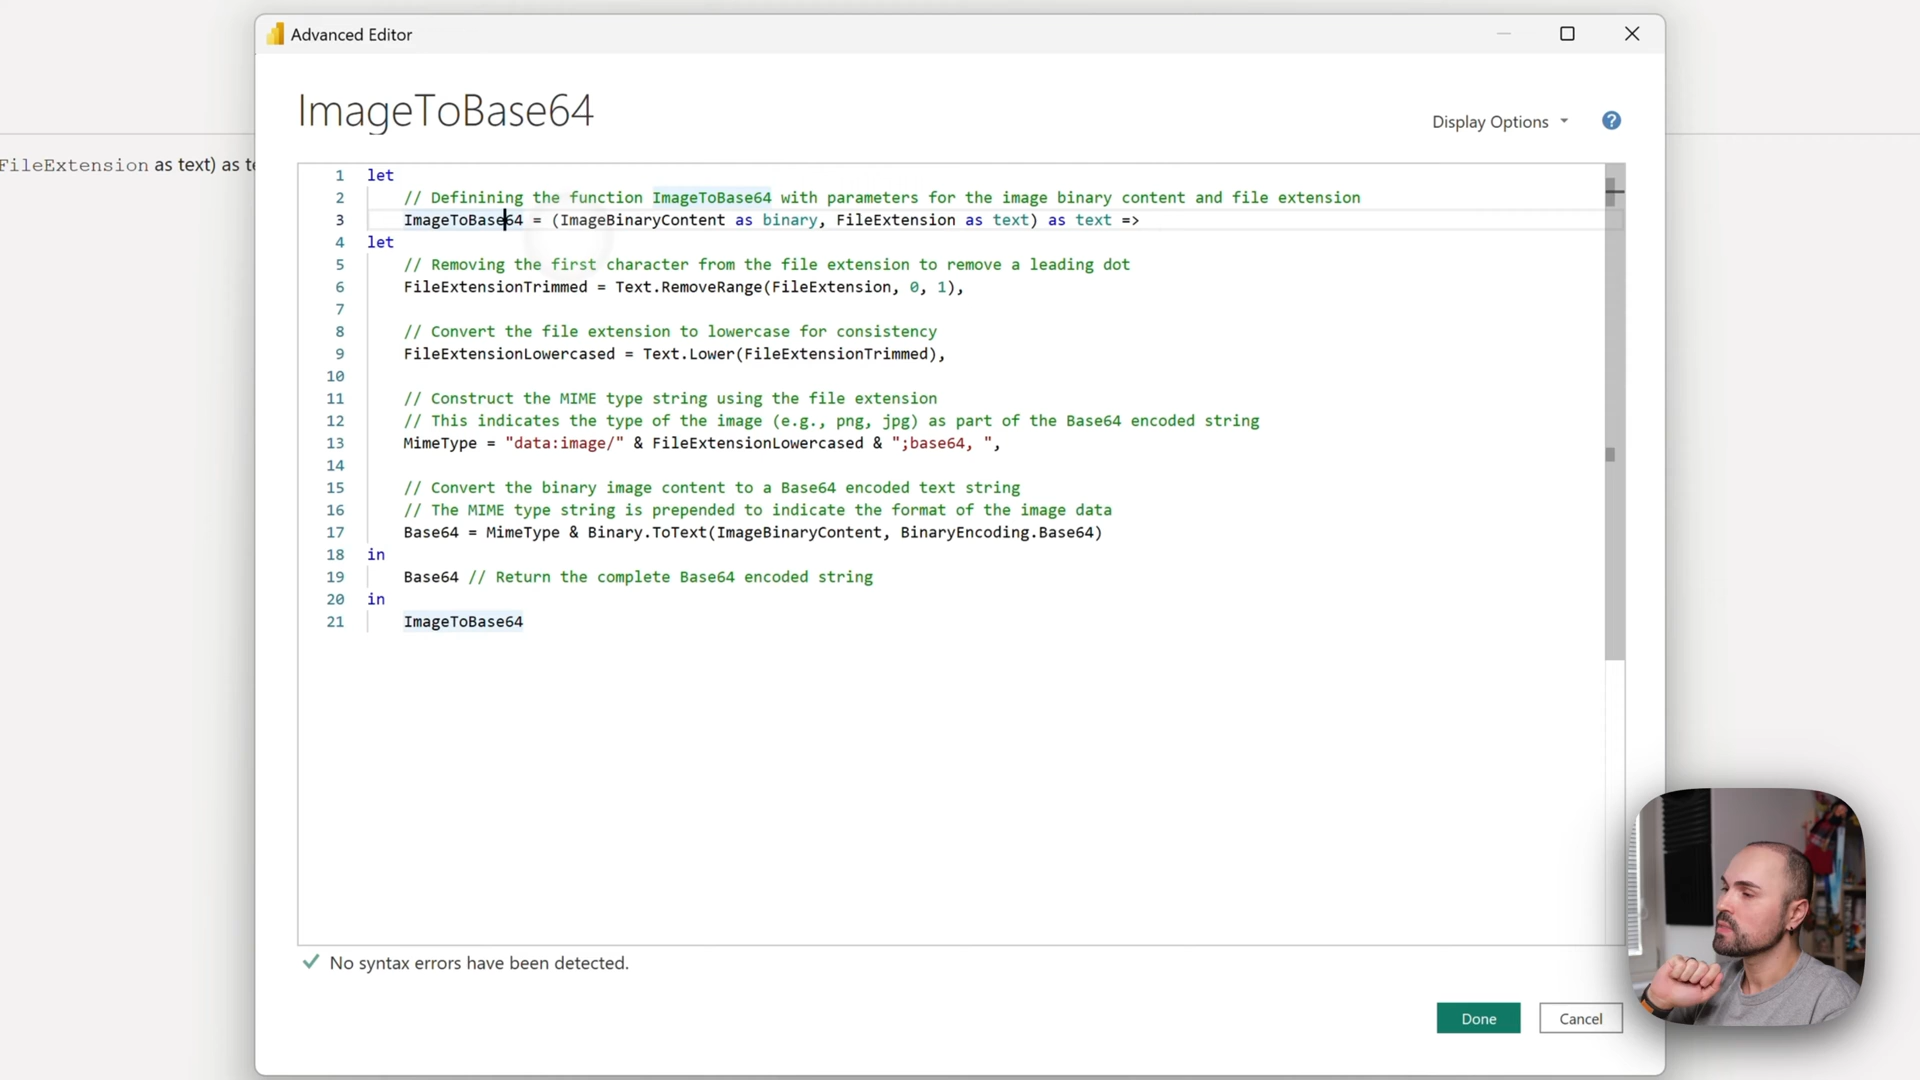 Advanced Editor
ImageToBase64
Display Options
?
FileExtension as text) as te
1 let
2 // Definining the function ImageToBase64 with parameters for the image binary content and file extension
3 ImageToBase64 = (ImageBinaryContent as binary, FileExtension as text) as text =>
4 let
5 // Removing the first character from the file extension to remove a leading dot
6 FileExtensionTrimmed = Text.RemoveRange(FileExtension, 0, 1),
7
8 // Convert the file extension to lowercase for consistency
9 FileExtensionLowercased = Text.Lower(FileExtensionTrimmed),
10
11 // Construct the MIME type string using the file extension
12 // This indicates the type of the image (e.g., png, jpg) as part of the Base64 encoded string
13 MimeType = "data:image/" & FileExtensionLowercased & ";base64, ",
14
15 // Convert the binary image content to a Base64 encoded text string
16 // The MIME type string is prepended to indicate the format of the image data
17 Base64 = MimeType & Binary.ToText(ImageBinaryContent, BinaryEncoding.Base64)
18 in
19 Base64 // Return the complete Base64 encoded string
20 in
21 ImageToBase64
No syntax errors have been detected.
Done
Cancel